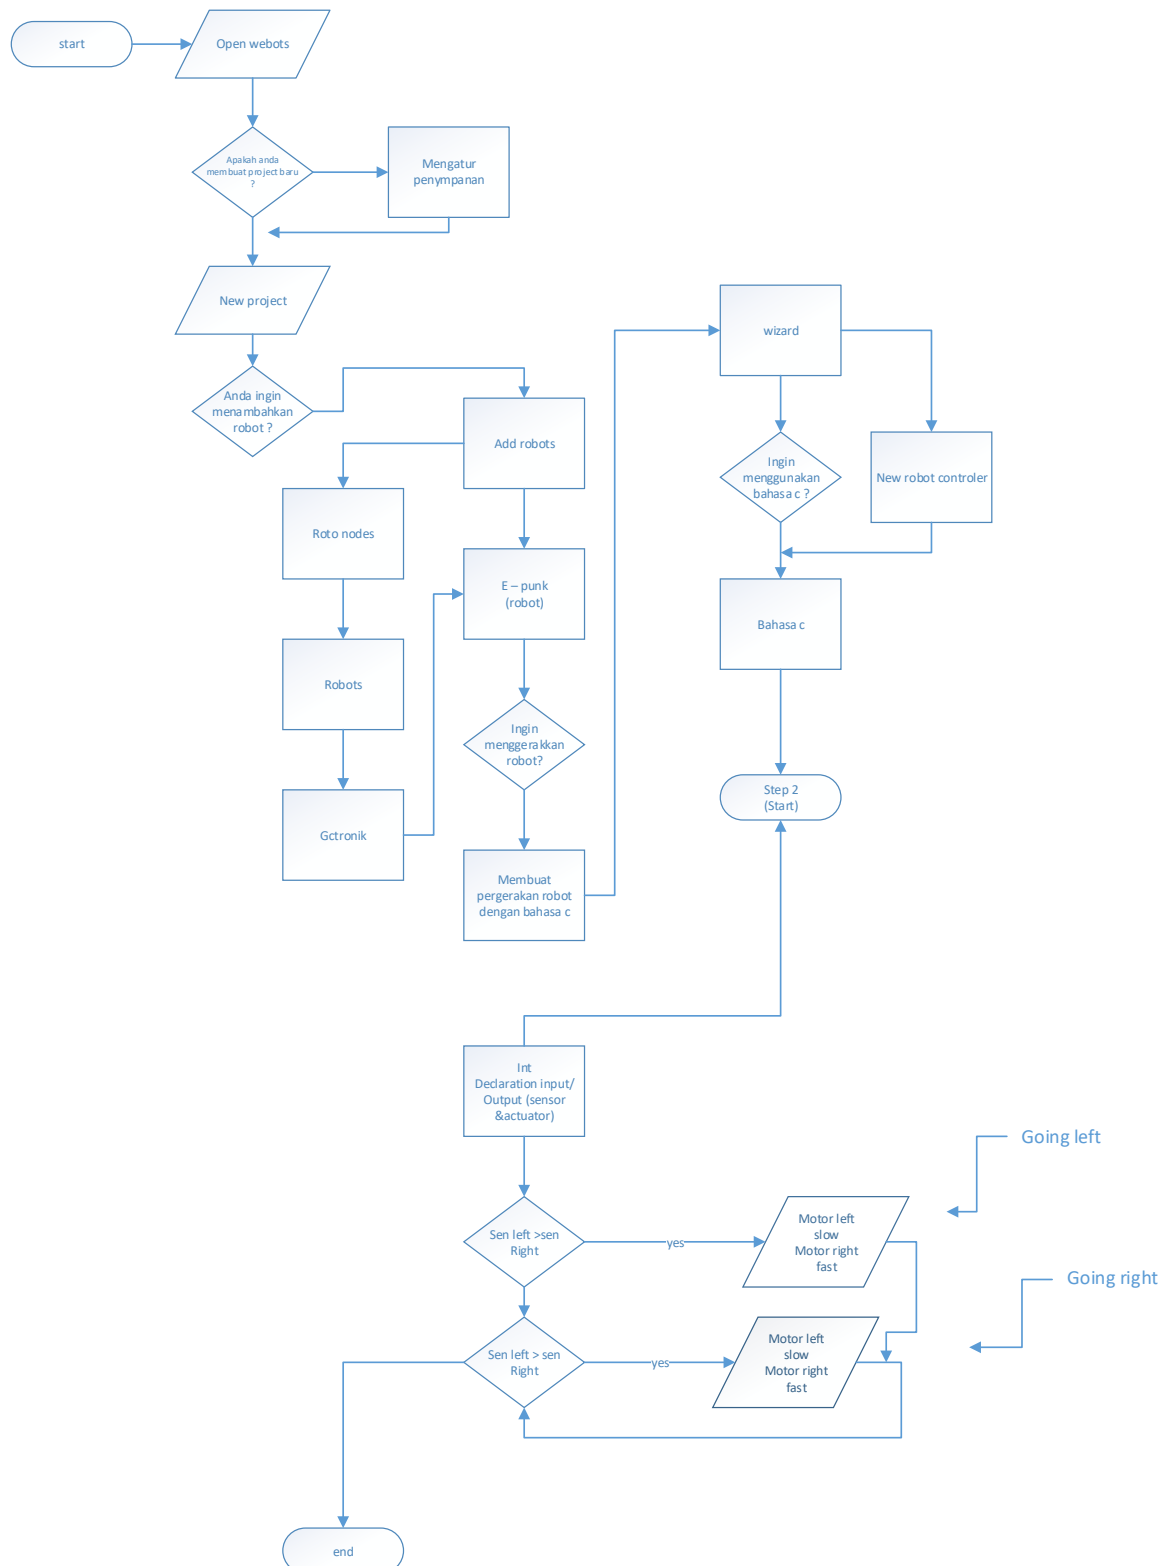 start
Open webots
Apakah anda
membuat project baru
?
Mengatur
penympanan
New project
Anda ingin
menambahkan
robot ?
Add robots
Roto nodes
E – punk
(robot)
Robots
Ingin
menggerakkan
robot?
Gctronik
Membuat
pergerakan robot
dengan bahasa c
wizard
Ingin
menggunakan
bahasa c ?
New robot controler
Bahasa c
Step 2
(Start)
Int
Declaration input/
Output (sensor
&actuator)
Going left
Sen left >sen
Right
yes
Motor left
slow
Motor right
fast
Going right
Sen left > sen
Right
yes
Motor left
slow
Motor right
fast
end